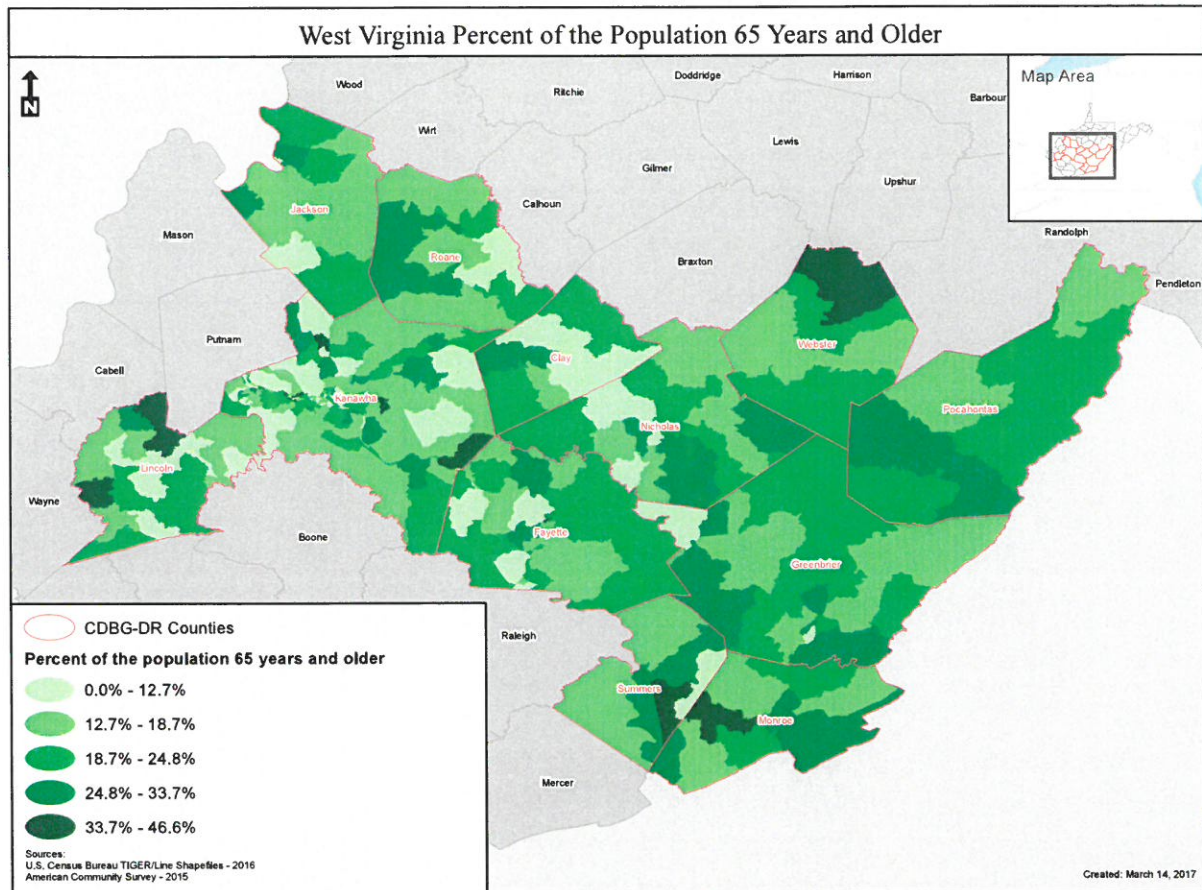 West Virginia Percent of the Population 65 Years and Older
N
Map Area
Wood
Ritchie
Doddridge
Harrison
Barbour
Wirt
Lewis
Gilmer
Upshur
Calhoun
Randolph
Mason
Jackson
Roane
Braxton
Pendleton
Putnam
Webster
Clay
Cabell
Kanawha
Pocahontas
Nicholas
Lincoln
Wayne
Boone
Fayette
Greenbrier
Raleigh
Summers
Monroe
Mercer
CDBG-DR Counties
Percent of the population 65 years and older
0.0% - 12.7%
12.7% - 18.7%
18.7% - 24.8%
24.8% - 33.7%
33.7% - 46.6%
Sources:
U.S. Census Bureau TIGER/Line Shapefiles - 2016
American Community Survey - 2015
Created: March 14, 2017